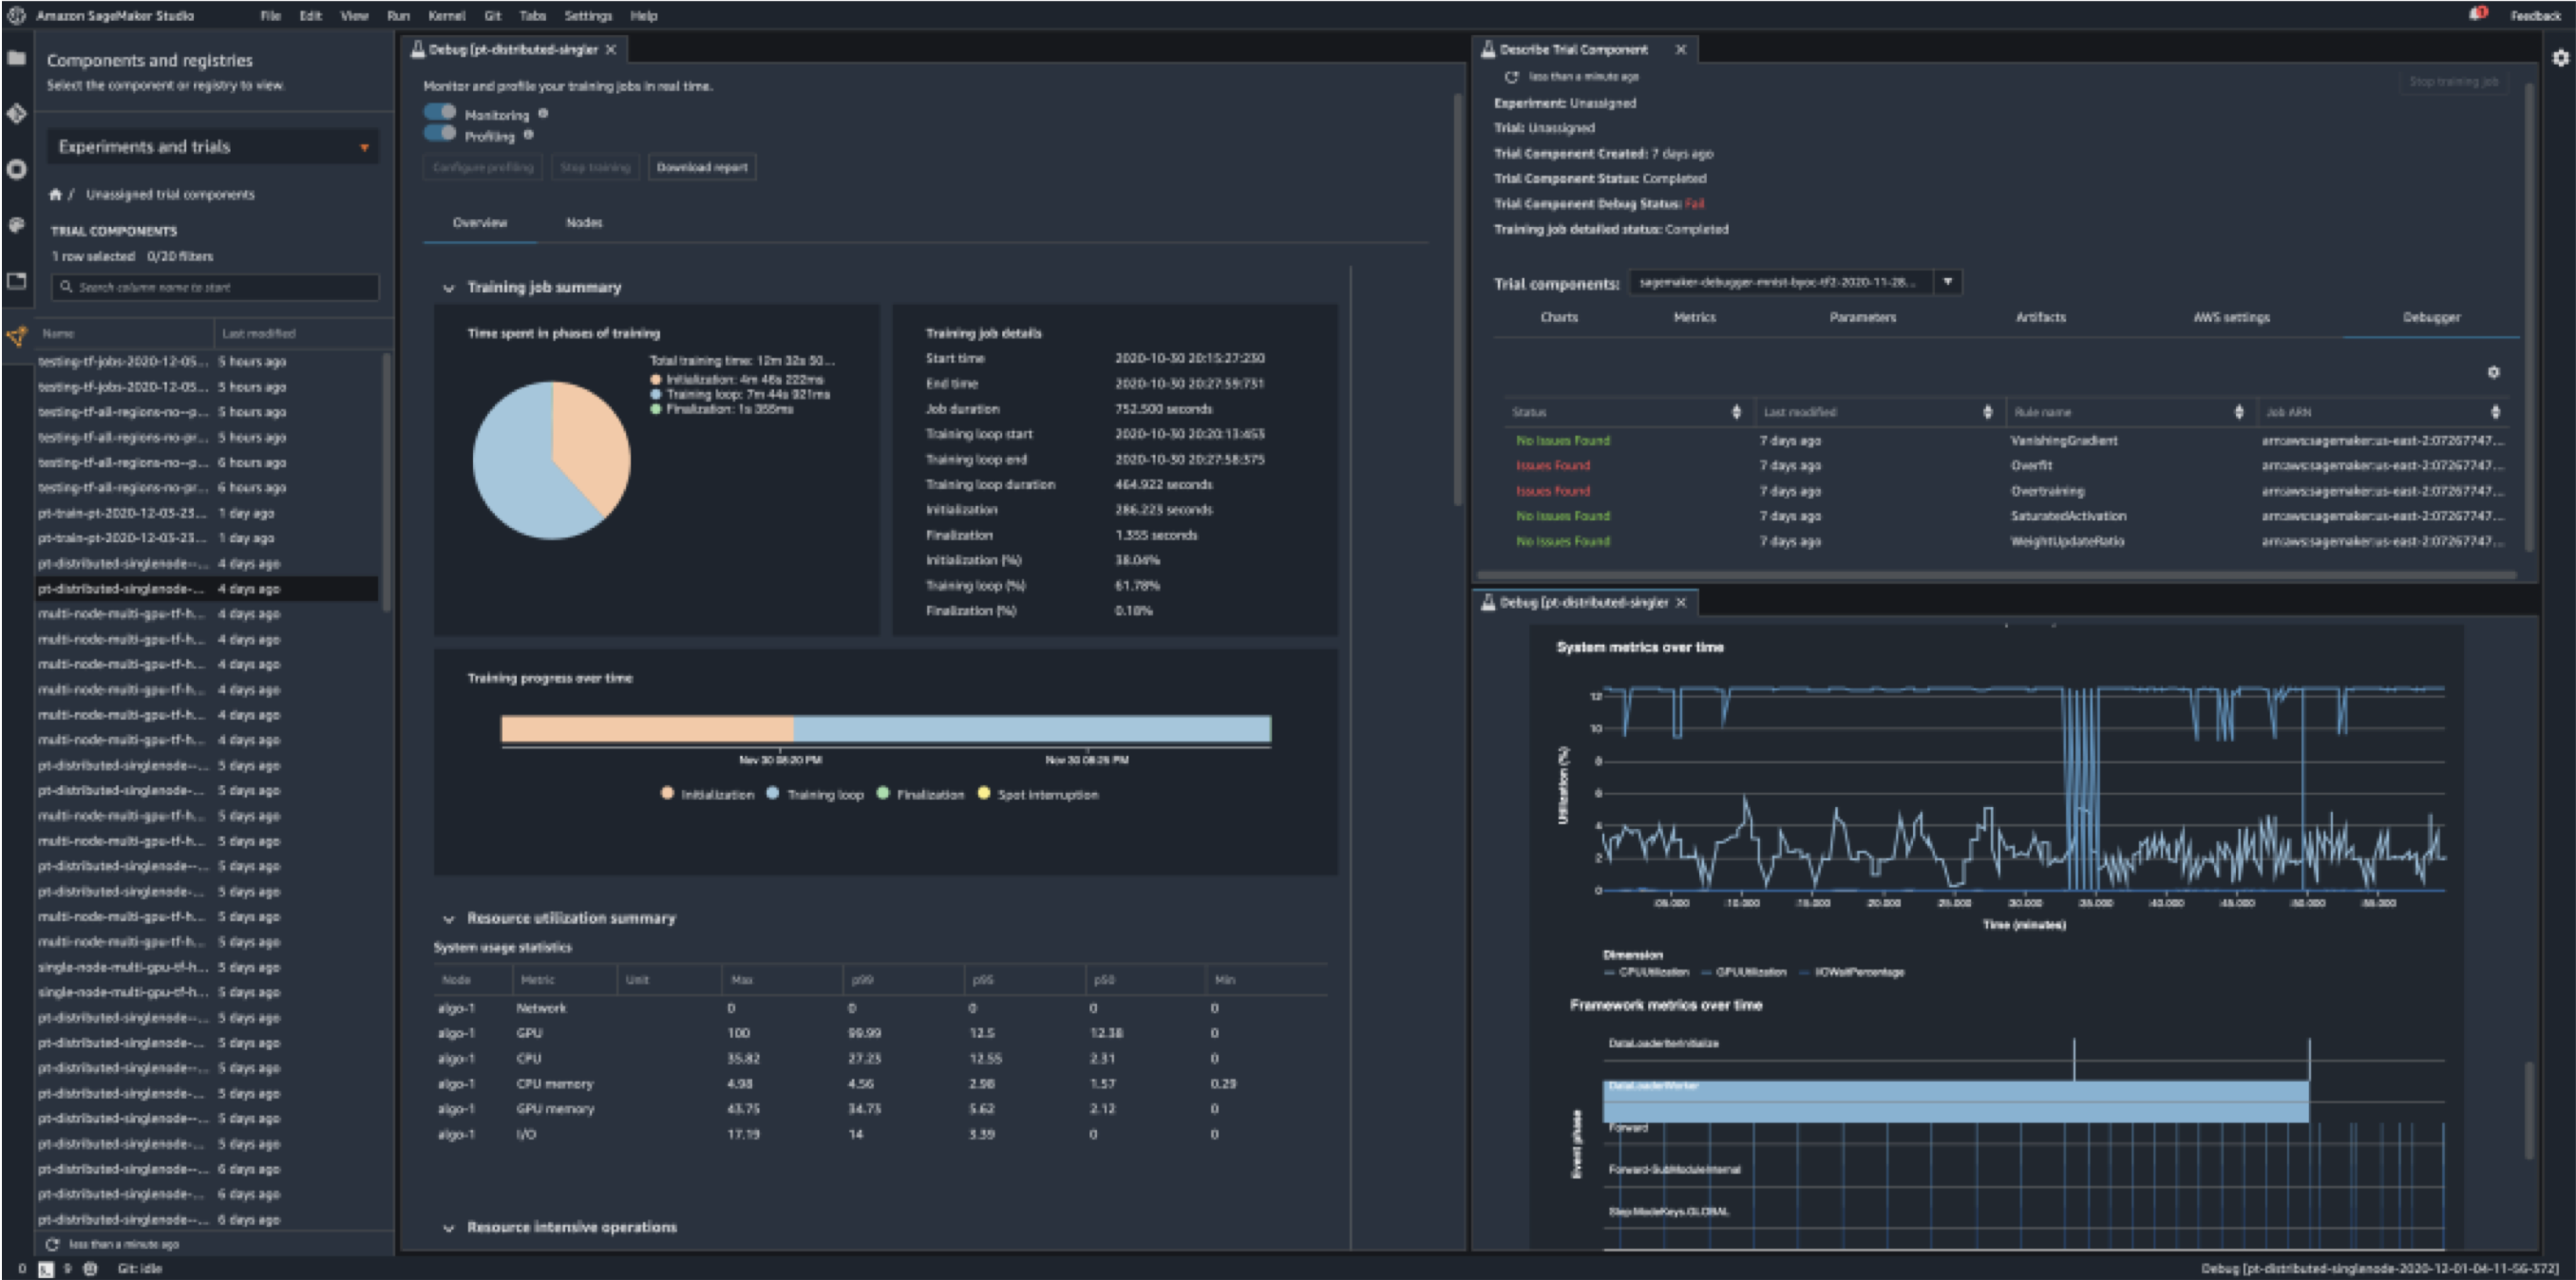 Amazon SageMaker Studio File Edit View Run Kernel Git Tabs Settings Help
Feedback
Components and registries
Select the component or registry to view.
Experiments and trials
/ Unassigned trial components
TRIAL COMPONENTS
1 row selected 0/20 filters
Search column name to start
Name Last modified
testing-tf-jobs-2020-12-05... 5 hours ago
testing-tf-jobs-2020-12-05... 5 hours ago
testing-tf-all-regions-no--p... 5 hours ago
testing-tf-all-regions-no-pr... 5 hours ago
testing-tf-all-regions-no--p... 6 hours ago
testing-tf-all-regions-no-pr... 6 hours ago
pt-train-pt-2020-12-03-23... 1 day ago
pt-train-pt-2020-12-03-23... 1 day ago
pt-distributed-singlenode--... 4 days ago
pt-distributed-singlenode-... 4 days ago
multi-node-multi-gpu-tf-h... 4 days ago
multi-node-multi-gpu-tf-h... 4 days ago
multi-node-multi-gpu-tf-h... 4 days ago
multi-node-multi-gpu-tf-h... 4 days ago
multi-node-multi-gpu-tf-h... 4 days ago
multi-node-multi-gpu-tf-h... 4 days ago
pt-distributed-singlenode--... 5 days ago
pt-distributed-singlenode-... 5 days ago
multi-node-multi-gpu-tf-h... 5 days ago
multi-node-multi-gpu-tf-h... 5 days ago
pt-distributed-singlenode--... 5 days ago
pt-distributed-singlenode-... 5 days ago
multi-node-multi-gpu-tf-h... 5 days ago
multi-node-multi-gpu-tf-h... 5 days ago
single-node-multi-gpu-tf-h... 5 days ago
single-node-multi-gpu-tf-h... 5 days ago
pt-distributed-singlenode--... 5 days ago
pt-distributed-singlenode-... 5 days ago
pt-distributed-singlenode--... 5 days ago
pt-distributed-singlenode-... 5 days ago
pt-distributed-singlenode--... 5 days ago
pt-distributed-singlenode-... 5 days ago
pt-distributed-singlenode--... 6 days ago
pt-distributed-singlenode-... 6 days ago
pt-distributed-singlenode--... 6 days ago
less than a minute ago
Debug [pt-distributed-singler
Monitor and profile your training jobs in real time.
Monitoring
Profiling
Configure profiling Stop training Download report
Overview Nodes
Training job summary
Time spent in phases of training
Total training time: 12m 32s 50...
Initialization: 4m 46s 222ms
Training loop: 7m 44s 921ms
Finalization: 1s 355ms
Training job details
Start time 2020-10-30 20:15:27:230
End time 2020-10-30 20:27:59:731
Job duration 752.500 seconds
Training loop start 2020-10-30 20:20:13:453
Training loop end 2020-10-30 20:27:58:375
Training loop duration 464.922 seconds
Initialization 286.223 seconds
Finalization 1.355 seconds
Initialization (%) 38.04%
Training loop (%) 61.78%
Finalization (%) 0.18%
Training progress over time
Nov 30 08:20 PM Nov 30 08:25 PM
Initialization Training loop Finalization Spot interruption
Resource utilization summary
System usage statistics
Node Metric Unit Max p99 p95 p50 Min
algo-1 Network 0 0 0 0 0
algo-1 GPU 100 99.99 12.5 12.38 0
algo-1 CPU 35.82 27.23 12.55 2.31 0
algo-1 CPU memory 4.98 4.56 2.98 1.57 0.29
algo-1 GPU memory 43.75 34.73 5.62 2.12 0
algo-1 I/O 17.19 14 3.39 0 0
Resource intensive operations
Describe Trial Component
less than a minute ago
Stop training job
Experiment: Unassigned
Trial: Unassigned
Trial Component Created: 7 days ago
Trial Component Status: Completed
Trial Component Debug Status: Fail
Training job detailed status: Completed
Trial components: sagemaker-debugger-mnist-byoc-tf2-2020-11-28...
Charts Metrics Parameters Artifacts AWS settings Debugger
Status Last modified Rule name Job ARN
No Issues Found 7 days ago VanishingGradient arn:aws:sagemaker:us-east-2:07267747...
Issues Found 7 days ago Overfit arn:aws:sagemaker:us-east-2:07267747...
Issues Found 7 days ago Overtraining arn:aws:sagemaker:us-east-2:07267747...
No Issues Found 7 days ago SaturatedActivation arn:aws:sagemaker:us-east-2:07267747...
No Issues Found 7 days ago WeightUpdateRatio arn:aws:sagemaker:us-east-2:07267747...
Debug [pt-distributed-singler
System metrics over time
Utilization (%)
12
10
8
6
4
2
0
:05.000 :10.000 :15.000 :20.000 :25.000 :30.000 :35.000 :40.000 :45.000 :50.000 :55.000
Time (minutes)
Dimension
CPUUtilization GPUUtilization I/OWaitPercentage
Framework metrics over time
Event phase
DataLoaderIterInitialize
DataLoaderWorker
Forward
Forward-SubModuleInternal
Step:ModeKeys.GLOBAL
0 9 Git: idle
Debug [pt-distributed-singlenode-2020-12-01-04-11-56-372]